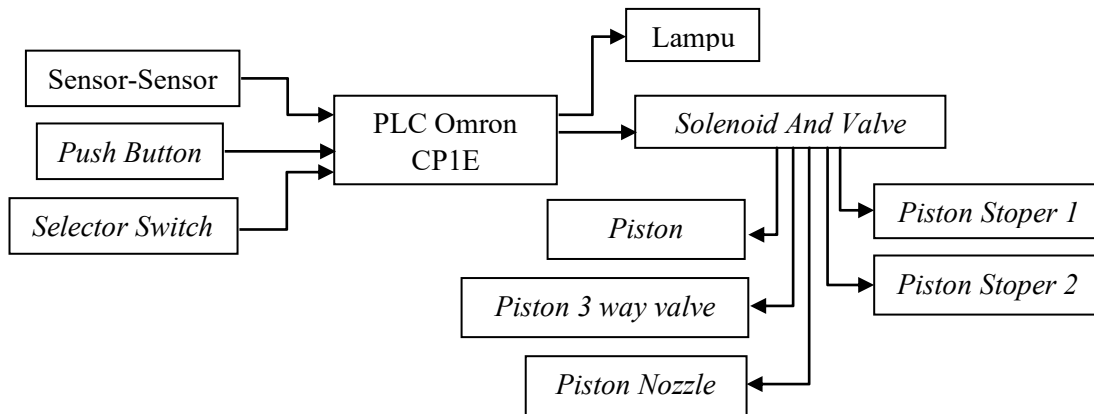 Lampu
Sensor-Sensor
PLC Omron
CP1E
Solenoid And Valve
Push Button
Selector Switch
Piston
Piston Stoper 1
Piston 3 way valve
Piston Stoper 2
Piston Nozzle